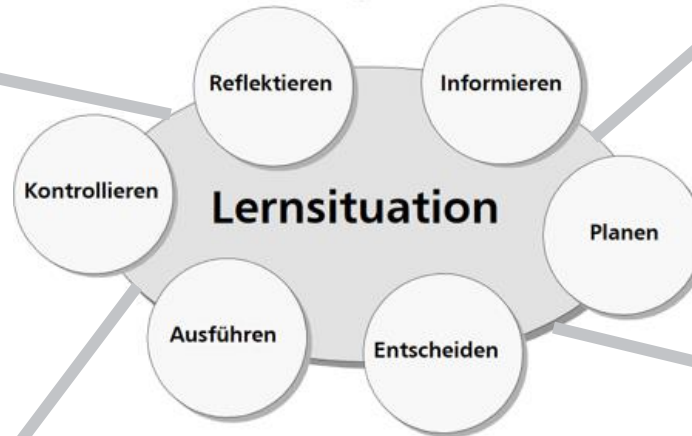 Reflektieren
Informieren
Kontrollieren
Lernsituation
Planen
Ausführen
Entscheiden